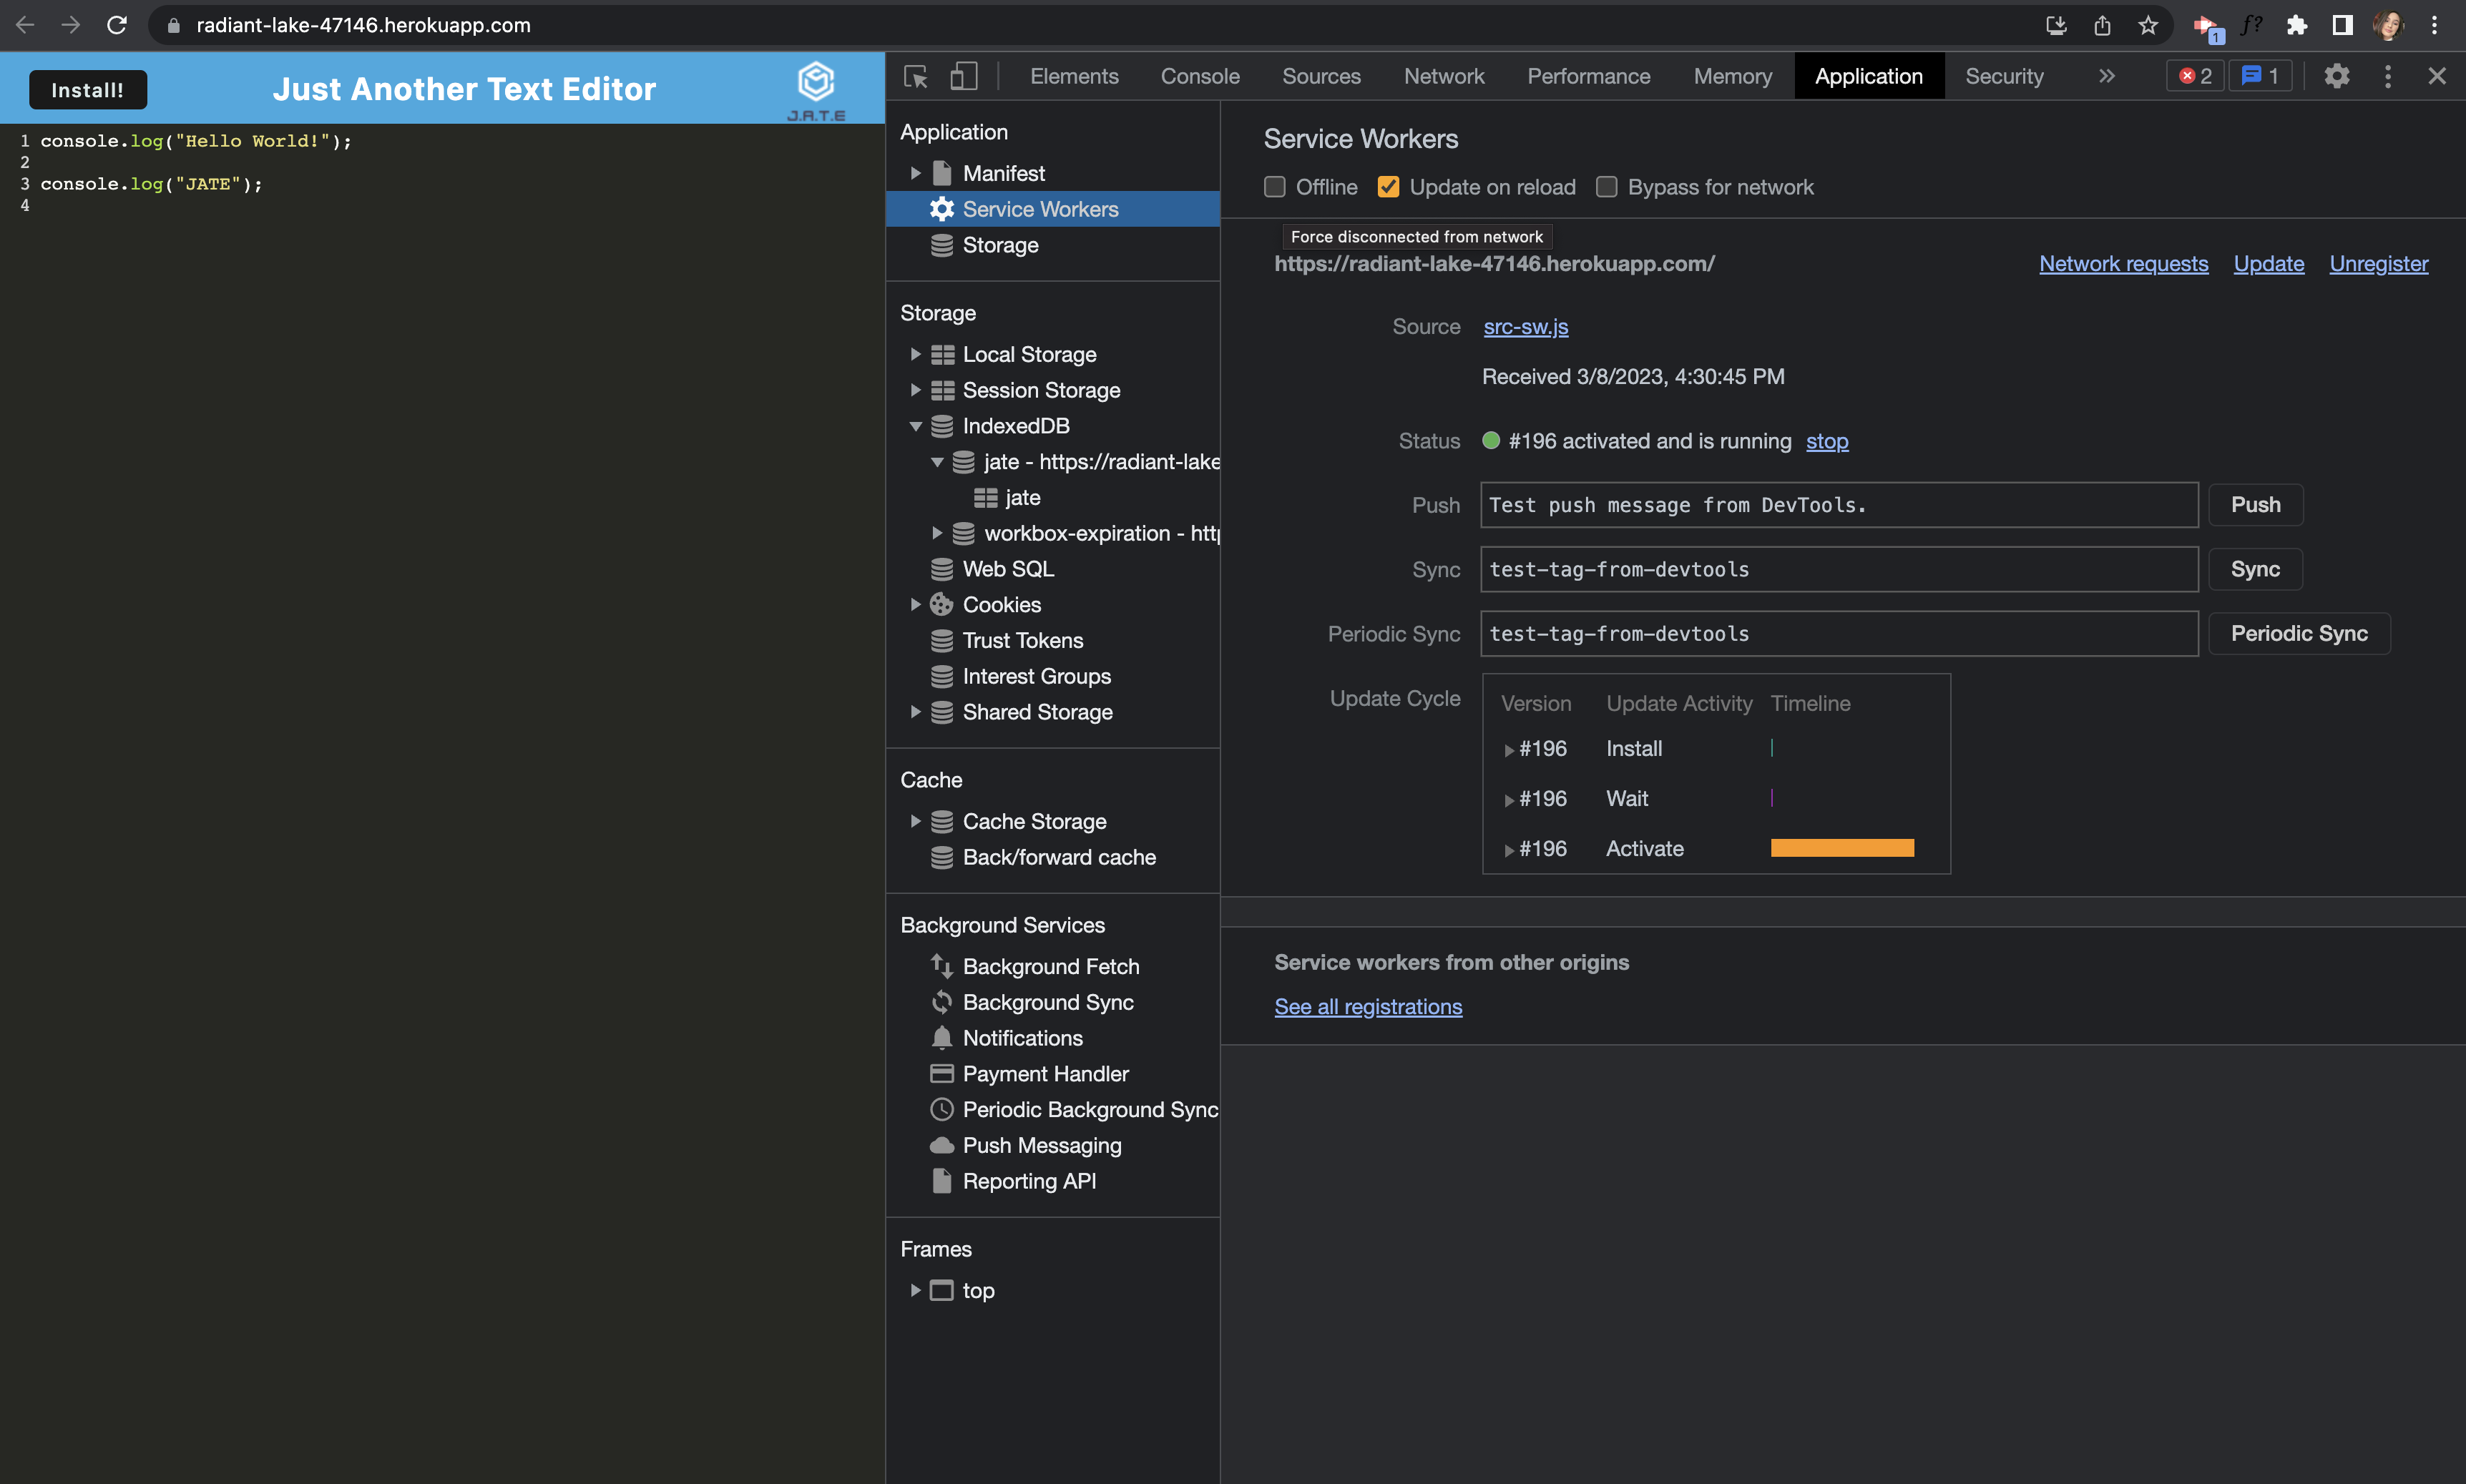 radiant-lake-47146.herokuapp.com
1
f?
Install!
Just Another Text Editor
J.A.T.E
1 console.log("Hello World!");
2
3 console.log("JATE");
4
Elements Console Sources Network Performance Memory Application Security
2 1
Application
Manifest
Service Workers
Storage
Storage
Local Storage
Session Storage
IndexedDB
jate - https://radiant-lake
jate
workbox-expiration - http
Web SQL
Cookies
Trust Tokens
Interest Groups
Shared Storage
Cache
Cache Storage
Back/forward cache
Background Services
Background Fetch
Background Sync
Notifications
Payment Handler
Periodic Background Sync
Push Messaging
Reporting API
Frames
top
Service Workers
Offline Update on reload Bypass for network
Force disconnected from network
https://radiant-lake-47146.herokuapp.com/ Network requests Update Unregister
Source src-sw.js
Received 3/8/2023, 4:30:45 PM
Status #196 activated and is running stop
Push Test push message from DevTools. Push
Sync test-tag-from-devtools Sync
Periodic Sync test-tag-from-devtools Periodic Sync
Update Cycle Version Update Activity Timeline
#196 Install
#196 Wait
#196 Activate
Service workers from other origins
See all registrations